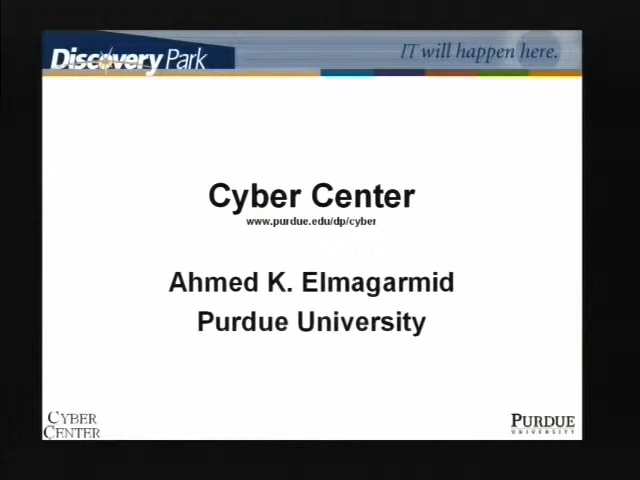 Discovery Park
IT will happen here.
Cyber Center
www.purdue.edu/dp/cyber
Ahmed K. Elmagarmid
Purdue University
CYBER
CENTER
PURDUE
UNIVERSITY